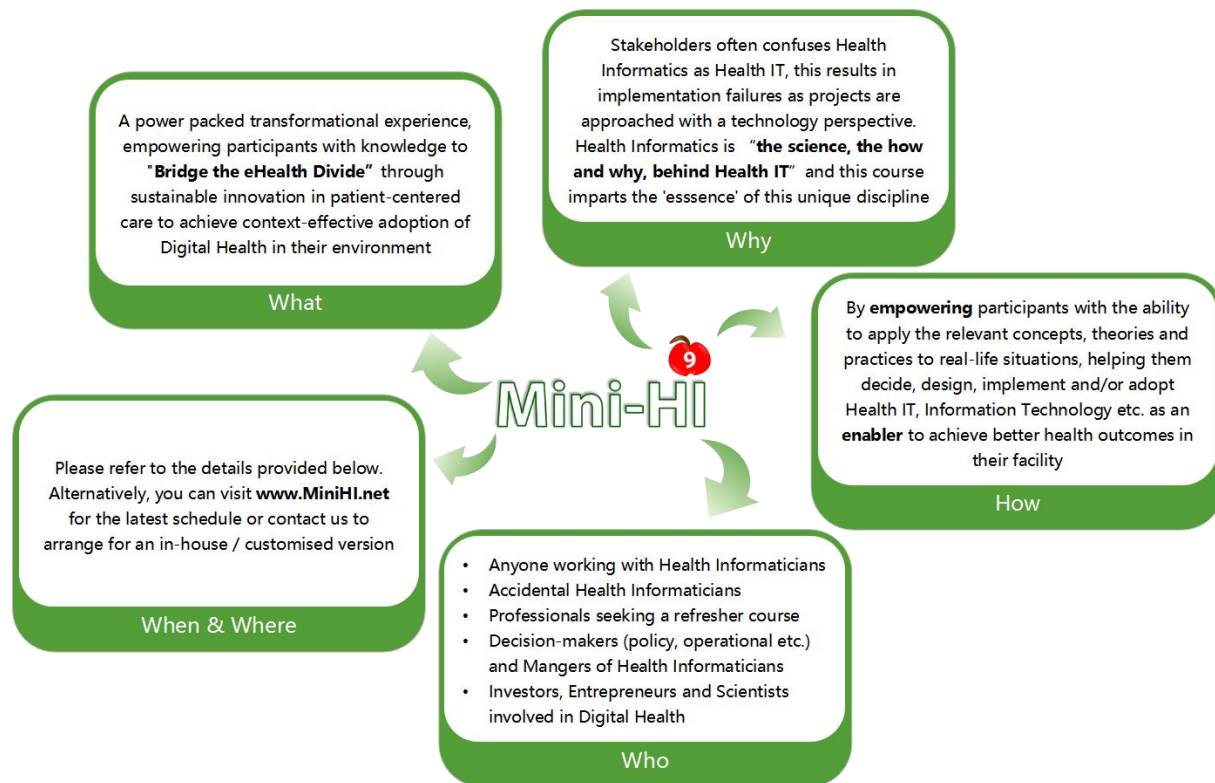 A power packed transformational experience,
empowering participants with knowledge to
"Bridge the eHealth Divide” through
sustainable innovation in patient-centered
care to achieve context-effective adoption of
Digital Health in their environment
What
Stakeholders often confuses Health
Informatics as Health IT, this results in
implementation failures as projects are
approached with a technology perspective.
Health Informatics is “the science, the how
and why, behind Health IT” and this course
imparts the 'esssence' of this unique discipline
Why
By empowering participants with the ability
to apply the relevant concepts, theories and
practices to real-life situations, helping them
decide, design, implement and/or adopt
Health IT, Information Technology etc. as an
enabler to achieve better health outcomes in
their facility
How
9
Mini-HI
Please refer to the details provided below.
Alternatively, you can visit www.MiniHI.net
for the latest schedule or contact us to
arrange for an in-house / customised version
When & Where
• Anyone working with Health Informaticians
• Accidental Health Informaticians
• Professionals seeking a refresher course
• Decision-makers (policy, operational etc.)
and Mangers of Health Informaticians
• Investors, Entrepreneurs and Scientists
involved in Digital Health
Who